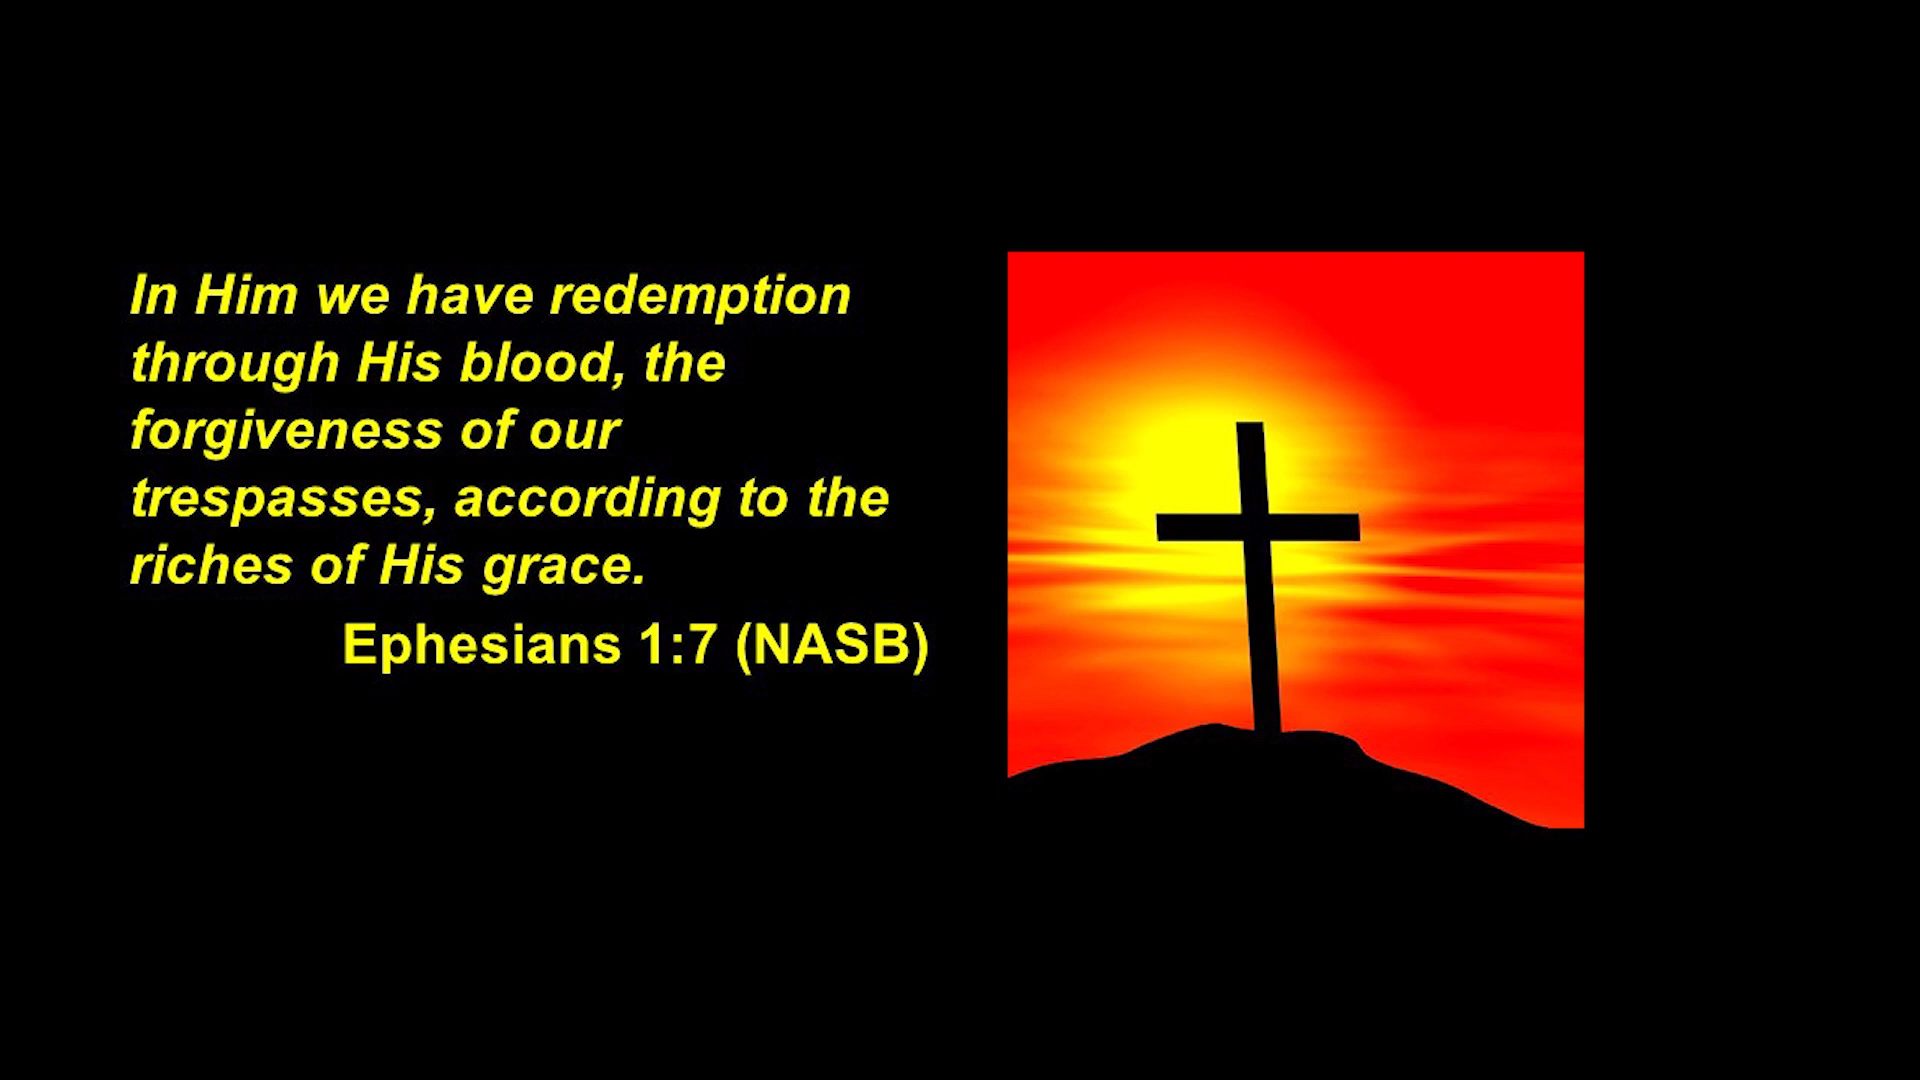 In Him we have redemption
through His blood, the
forgiveness of our
trespasses, according to the
riches of His grace.
Ephesians 1:7 (NASB)